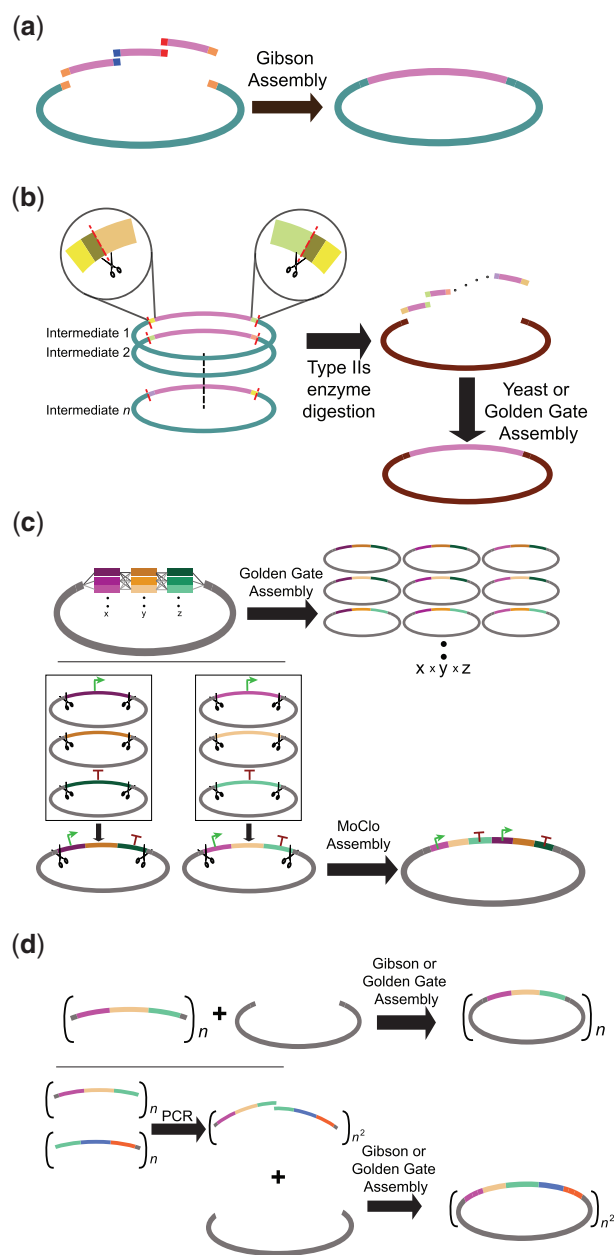 (a)
Gibson
Assembly
(b)
Intermediate 1
Intermediate 2
Intermediate n
Type IIs
enzyme
digestion
Yeast or
Golden Gate
Assembly
(c)
x y z
Golden Gate
Assembly
x x y x z
MoClo
Assembly
(d)
n
+
Gibson or
Golden Gate
Assembly
n
n
n
PCR
n²
+
Gibson or
Golden Gate
Assembly
n²